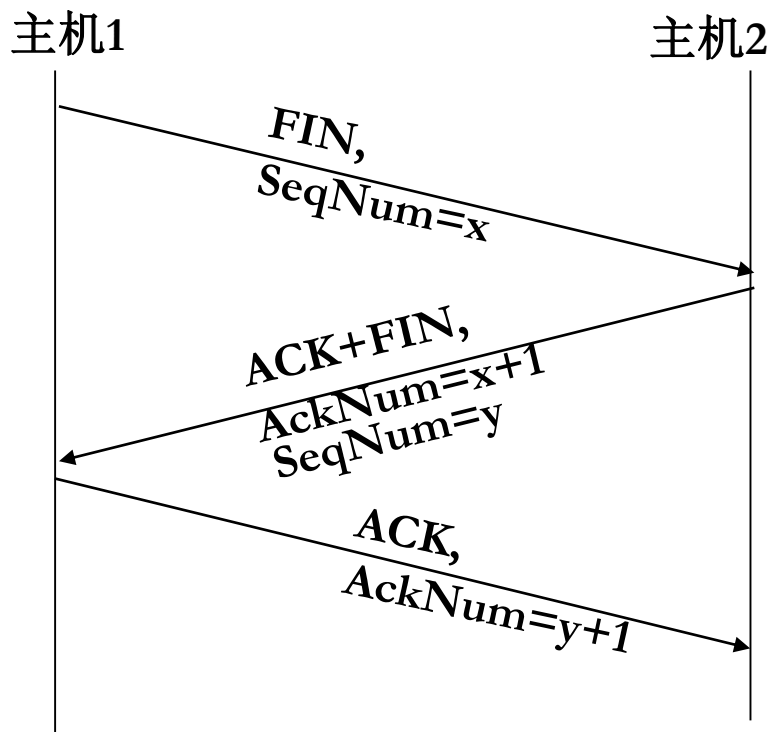 主机1
主机2
FIN,
SeqNum=x
ACK+FIN,
AckNum=x+1
SeqNum=y
ACK,
AckNum=y+1